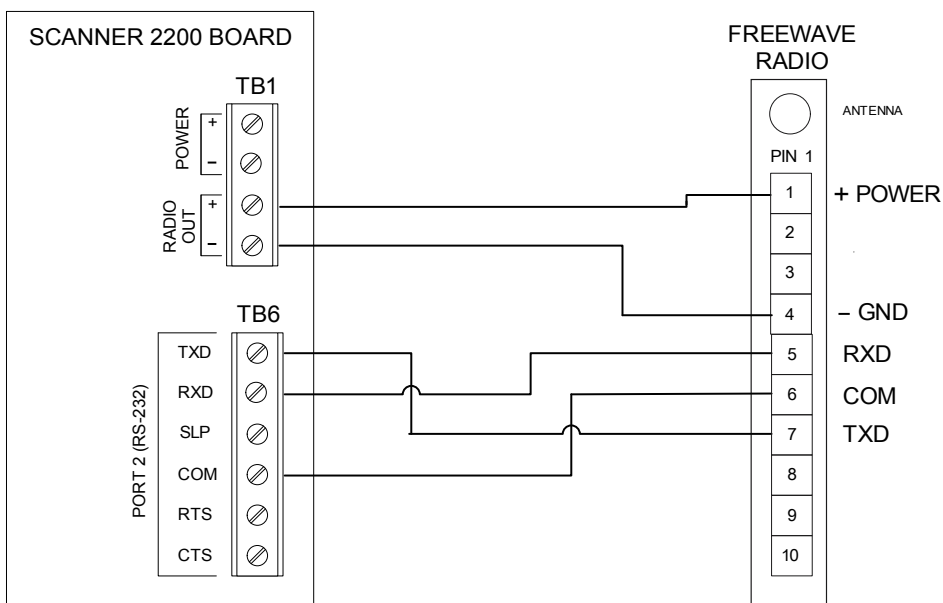 SCANNER 2200 BOARD
TB1
POWER
+
–
RADIO
OUT
+
–
TB6
PORT 2 (RS-232)
TXD
RXD
SLP
COM
RTS
CTS
FREEWAVE
RADIO
ANTENNA
PIN 1
1
+ POWER
2
3
4
– GND
5
RXD
6
COM
7
TXD
8
9
10